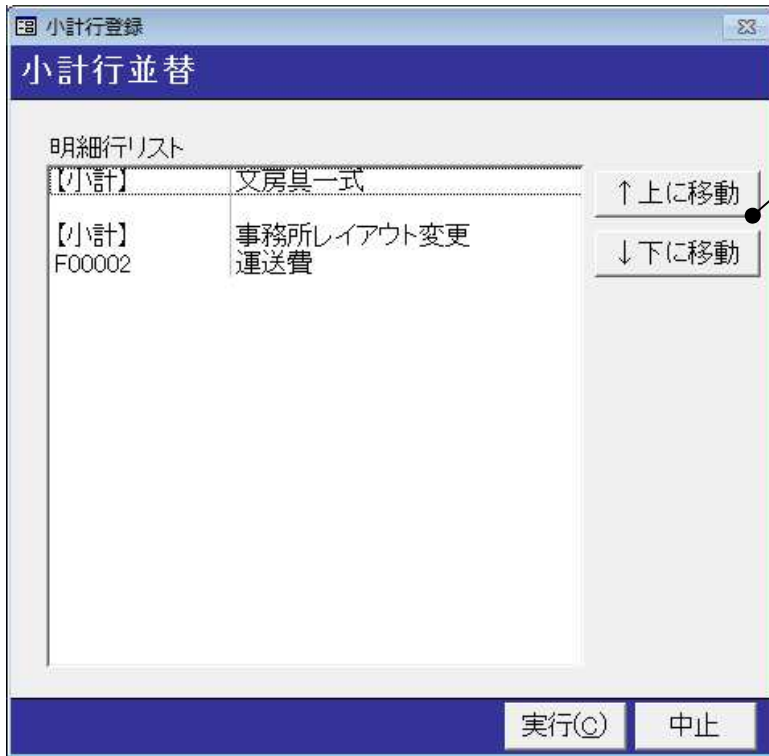 小計行登録
小計行並替
明細行リスト
【小計】 文房具一式
【小計】 事務所レイアウト変更
F00002 運送費
↑上に移動
↓下に移動
実行(C) 中止